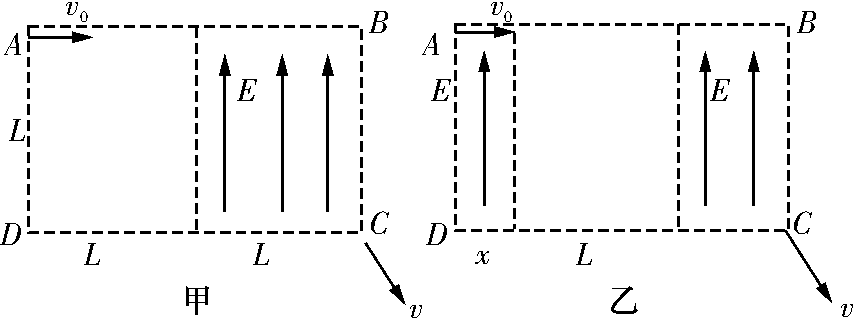 v₀ v₀
A B A B
E E E
L
D C D C
L L x L
v v
甲 乙